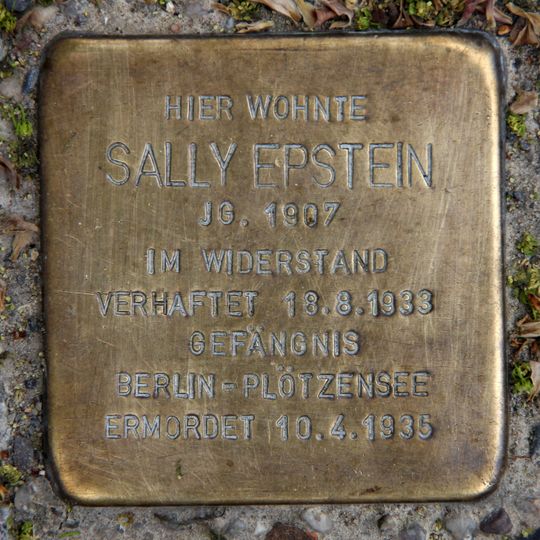 HIER WOHNTE
SALLY EPSTEIN
JG. 1907
IM WIDERSTAND
VERHAFTET 18.8.1933
GEFÄNGNIS
BERLIN-PLÖTZENSEE
ERMORDET 10.4.1935